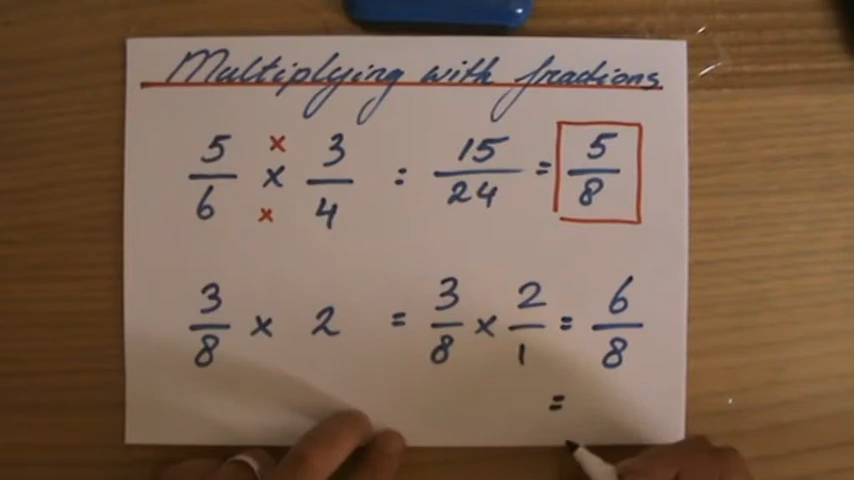 Multiplying with fractions
5/6 × 3/4 : 15/24 = 5/8
3/8 × 2 = 3/8 × 2/1 = 6/8
=